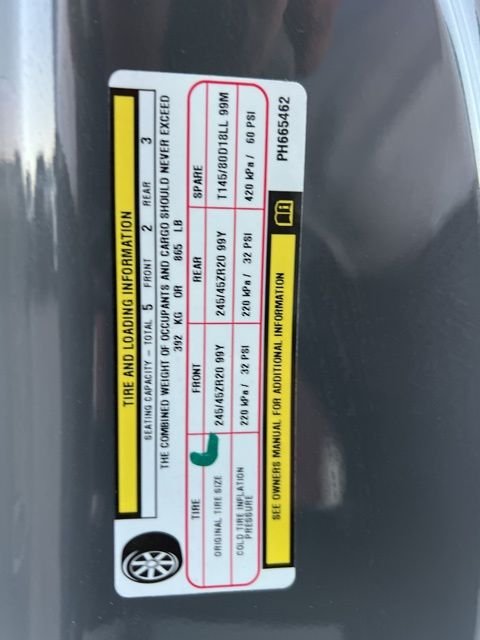 TIRE AND LOADING INFORMATION
SEATING CAPACITY - TOTAL 5 FRONT 2 REAR 3
THE COMBINED WEIGHT OF OCCUPANTS AND CARGO SHOULD NEVER EXCEED
392 KG OR 865 LB
TIRE FRONT REAR SPARE
ORIGINAL TIRE SIZE 245/45ZR20 99Y 245/45ZR20 99Y T145/80D18LL 99M
COLD TIRE INFLATION PRESSURE 220 kPa / 32 PSI 220 kPa / 32 PSI 420 kPa / 60 PSI
SEE OWNERS MANUAL FOR ADDITIONAL INFORMATION
PH665462